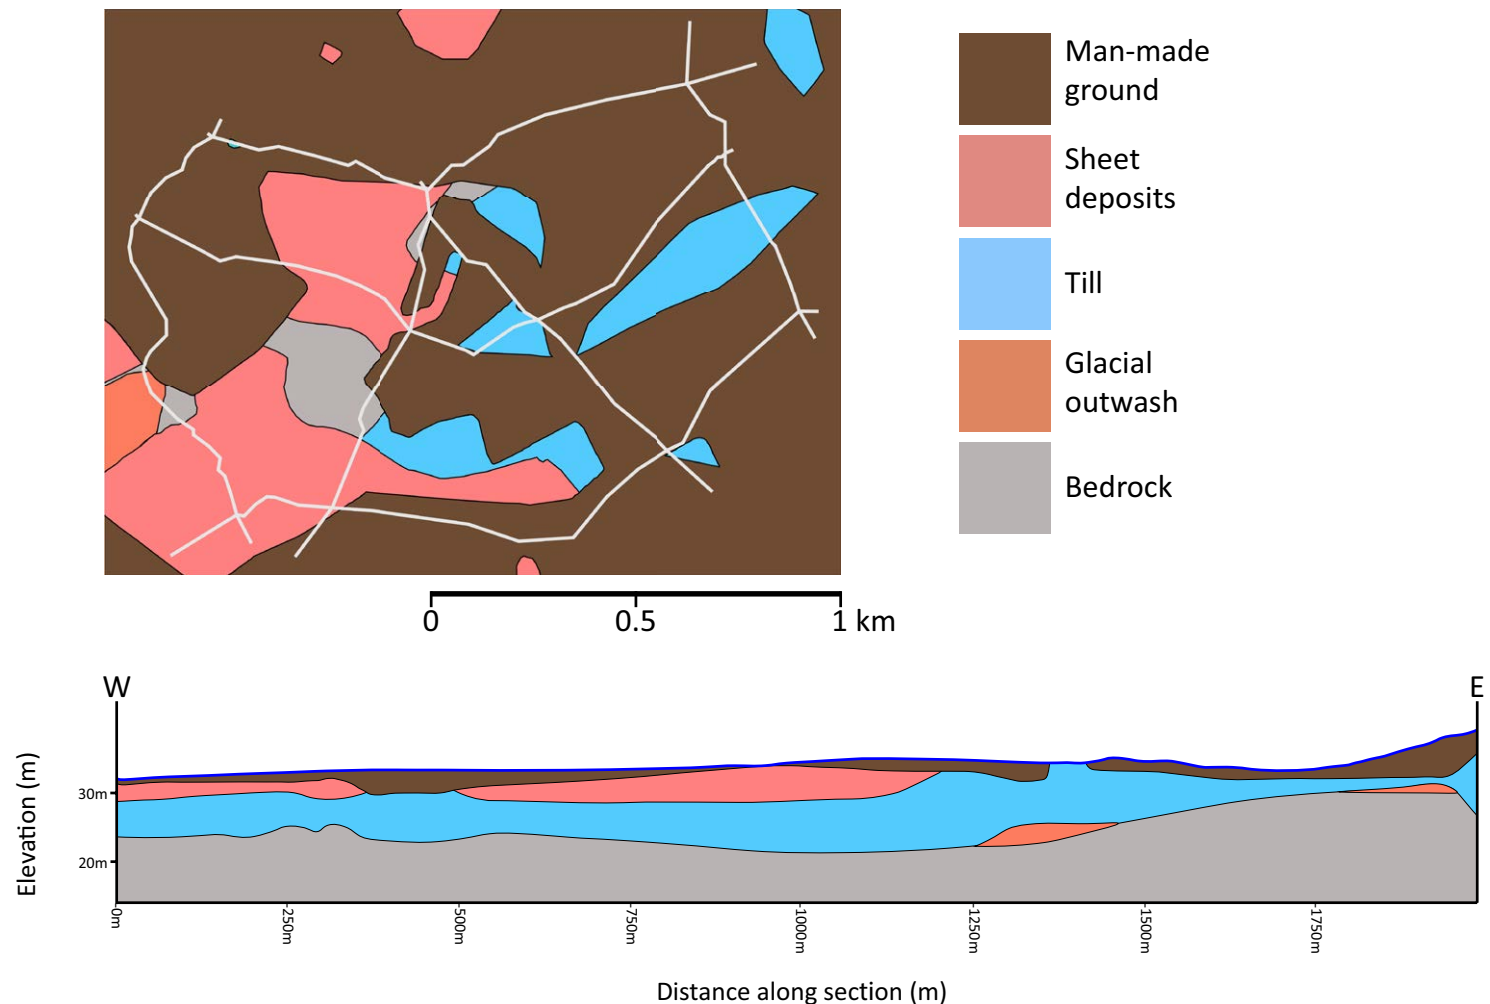 Man-made
ground
Sheet
deposits
Till
Glacial
outwash
Bedrock
0 0.5 1 km
W E
Elevation (m)
30m
20m
0m 250m 500m 750m 1000m 1250m 1500m 1750m
Distance along section (m)